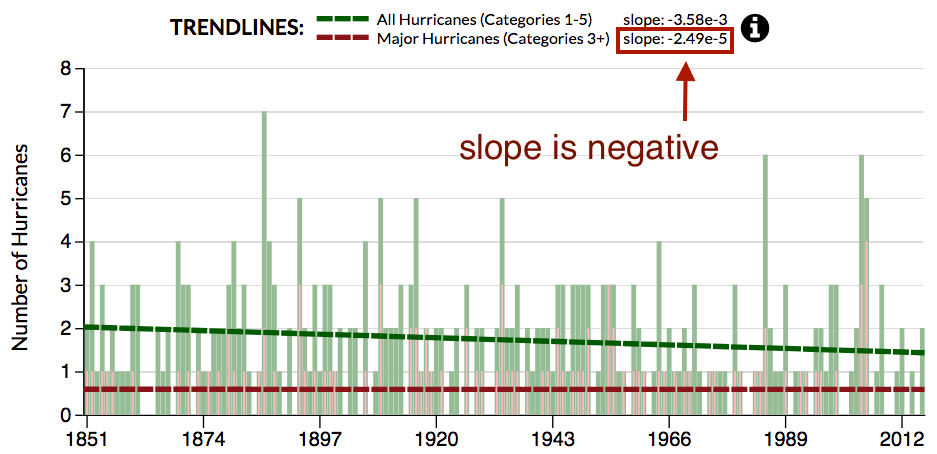 TRENDLINES:
All Hurricanes (Categories 1-5) slope: -3.58e-3
Major Hurricanes (Categories 3+) slope: -2.49e-5
i
slope is negative
Number of Hurricanes
8
7
6
5
4
3
2
1
0
1851 1874 1897 1920 1943 1966 1989 2012